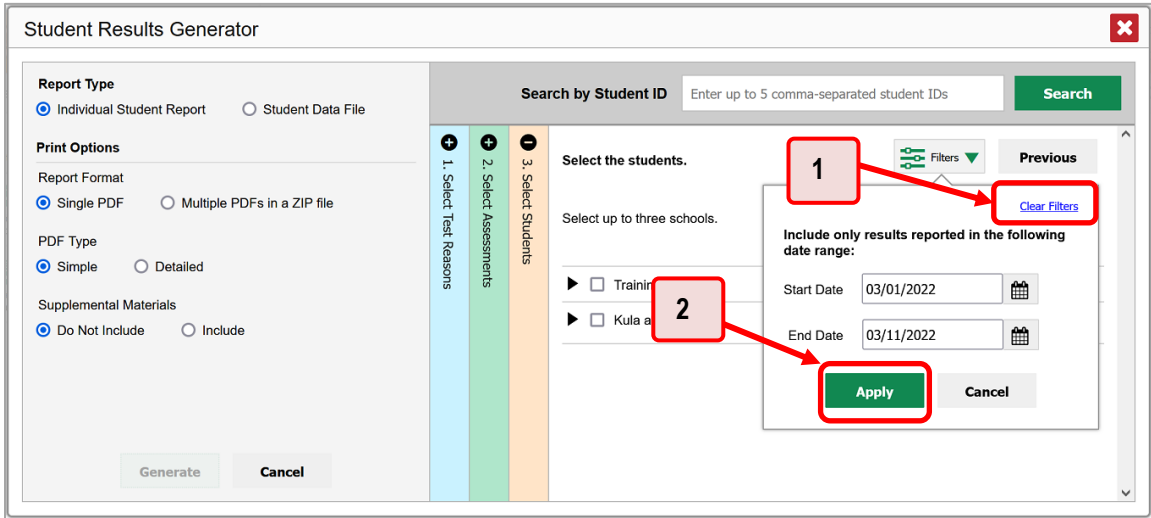 Student Results Generator
Report Type
Individual Student Report
Student Data File
Print Options
Report Format
Single PDF
Multiple PDFs in a ZIP file
PDF Type
Simple
Detailed
Supplemental Materials
Do Not Include
Include
Generate
Cancel
Search by Student ID
Enter up to 5 comma-separated student IDs
Search
1. Select Test Reasons
2. Select Assessments
3. Select Students
Select the students.
Filters
Previous
1
Clear Filters
Select up to three schools.
Include only results reported in the following
date range:
Start Date
03/01/2022
Kula a
2
End Date
03/11/2022
Apply
Cancel